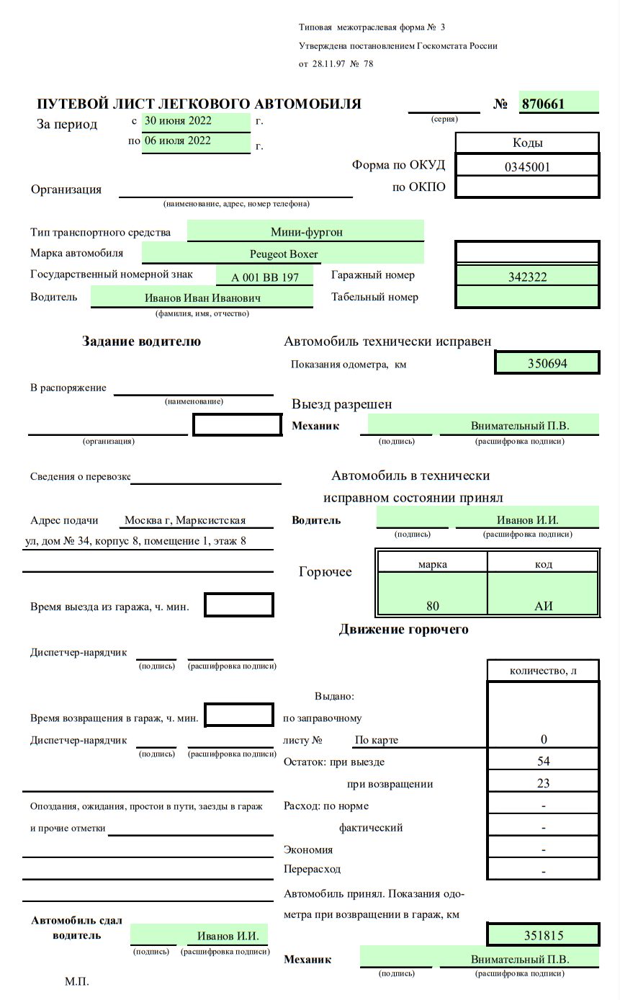 Типовая межотраслевая форма № 3
Утверждена постановлением Госкомстата России
от 28.11.97 № 78
ПУТЕВОЙ ЛИСТ ЛЕГКОВОГО АВТОМОБИЛЯ № 870661
(серия)
За период с 30 июня 2022 г.
по 06 июля 2022 г.
Коды
Форма по ОКУД 0345001
по ОКПО
Организация
(наименование, адрес, номер телефона)
Тип транспортного средства Мини-фургон
Марка автомобиля Peugeot Boxer
Государственный номерной знак А 001 ВВ 197 Гаражный номер 342322
Водитель Иванов Иван Иванович Табельный номер
(фамилия, имя, отчество)
Задание водителю Автомобиль технически исправен
Показания одометра, км 350694
В распоряжение
(наименование)
Выезд разрешен
Механик Внимательный П.В.
(организация) (подпись) (расшифровка подписи)
Сведения о перевозке Автомобиль в технически
исправном состоянии принял
Адрес подачи Москва г, Марксистская Водитель Иванов И.И.
(подпись) (расшифровка подписи)
ул, дом № 34, корпус 8, помещение 1, этаж 8
марка код
Горючее
Время выезда из гаража, ч. мин. 80 АИ
Движение горючего
Диспетчер-нарядчик
(подпись) (расшифровка подписи)
количество, л
Выдано:
Время возвращения в гараж, ч. мин. по заправочному
Диспетчер-нарядчик листу № По карте 0
(подпись) (расшифровка подписи)
Остаток: при выезде 54
при возвращении 23
Опоздания, ожидания, простои в пути, заезды в гараж Расход: по норме -
и прочие отметки фактический -
Экономия -
Перерасход -
Автомобиль принял. Показания одо-
метра при возвращении в гараж, км
Автомобиль сдал
водитель Иванов И.И. 351815
(подпись) (расшифровка подписи)
Механик Внимательный П.В.
(подпись) (расшифровка подписи)
М.П.